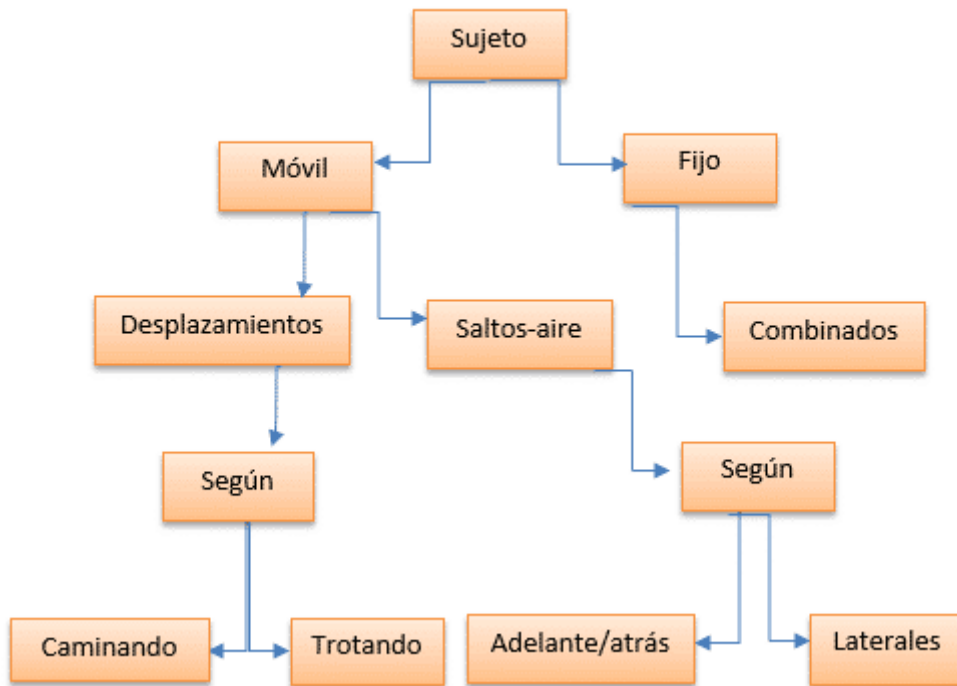 Sujeto
Móvil
Fijo
Desplazamientos
Saltos-aire
Combinados
Según
Según
Caminando
Trotando
Adelante/atrás
Laterales